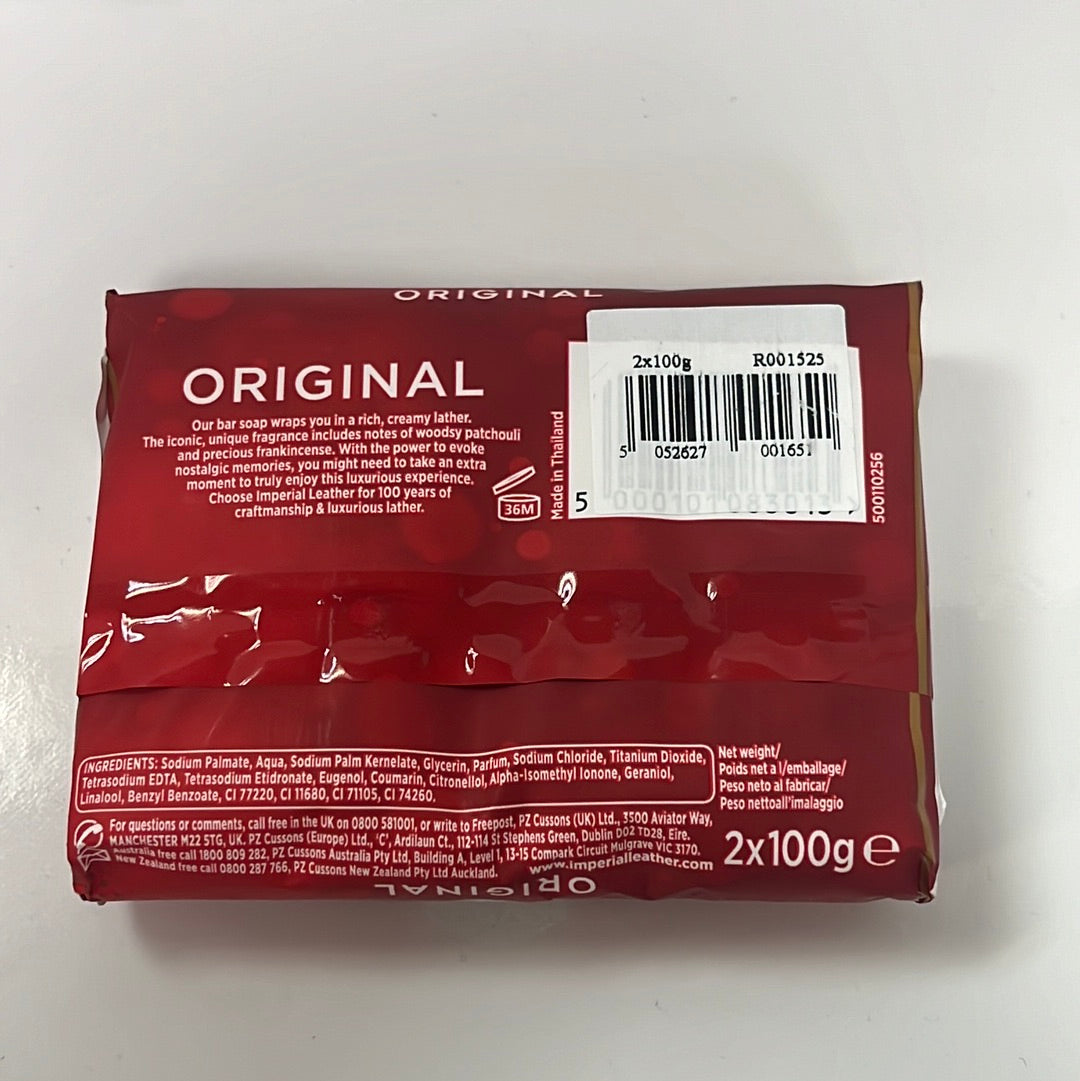 ORIGINAL
ORIGINAL
Our bar soap wraps you in a rich, creamy lather.
The iconic, unique fragrance includes notes of woodsy patchouli
and precious frankincense. With the power to evoke
nostalgic memories, you might need to take an extra
moment to truly enjoy this luxurious experience.
Choose Imperial Leather for 100 years of
craftmanship & luxurious lather.
36M
Made in Thailand
2x100g R001525
5 052627 001651
5 000101 083013
500110256
INGREDIENTS: Sodium Palmate, Aqua, Sodium Palm Kernelate, Glycerin, Parfum, Sodium Chloride, Titanium Dioxide,
Tetrasodium EDTA, Tetrasodium Etidronate, Eugenol, Coumarin, Citronellol, Alpha-Isomethyl Ionone, Geraniol,
Linalool, Benzyl Benzoate, CI 77220, CI 11680, CI 71105, CI 74260.
Net weight/
Poids net a l/emballage/
Peso neto al fabricar/
Peso nettoall'imalaggio
2x100g e
For questions or comments, call free in the UK on 0800 581001, or write to Freepost, PZ Cussons (UK) Ltd., 3500 Aviator Way,
MANCHESTER M22 5TG, UK. PZ Cussons (Europe) Ltd., 'C', Ardilaun Ct., 112-114 St Stephens Green, Dublin D02 TD28, Eire.
Australia free call 1800 809 282, PZ Cussons Australia Pty Ltd, Building A, Level 1, 13-15 Compark Circuit Mulgrave VIC 3170.
New Zealand free call 0800 287 766, PZ Cussons New Zealand Pty Ltd Auckland.
www.imperialleather.com
ORIGINAL